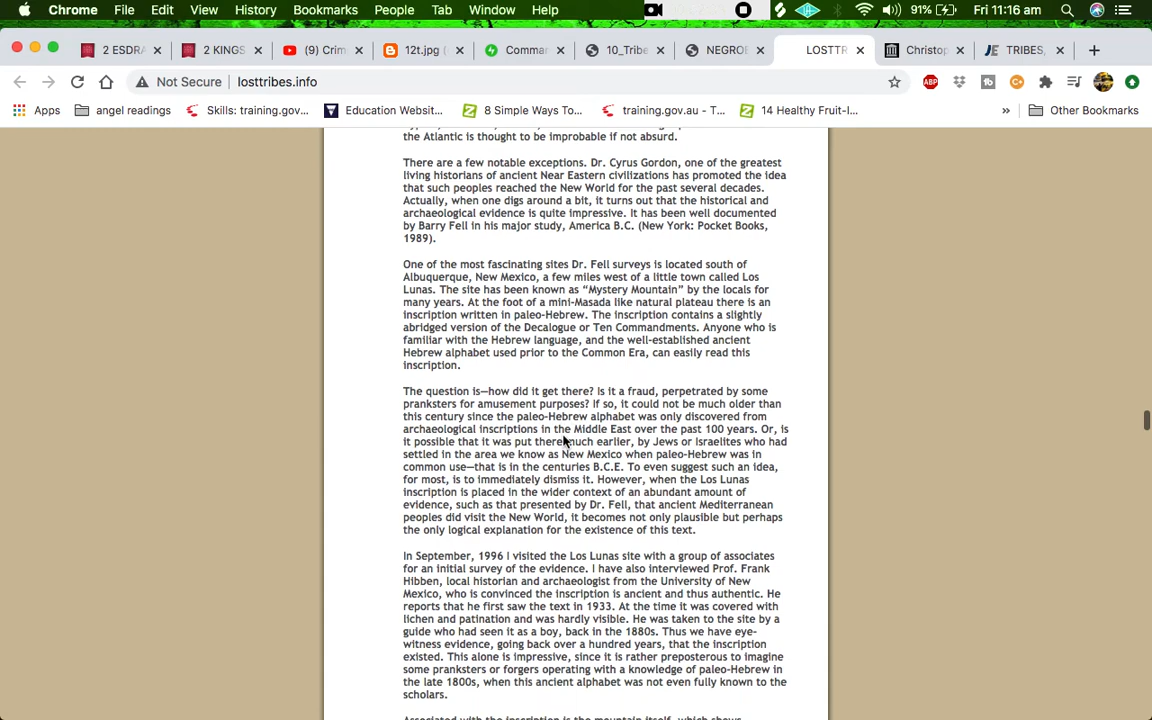 Chrome File Edit View History Bookmarks People Tab Window Help 91% Fri 11:16 am
2 ESDRA 2 KINGS (9) Crim 12t.jpg ( Comma 10_Tribe NEGROE LOSTTR Christop TRIBES,
Not Secure losttribes.info
Apps angel readings Skills: training.gov... Education Websit... 8 Simple Ways To... training.gov.au - T... 14 Healthy Fruit-I... » Other Bookmarks
the Atlantic is thought to be improbable if not absurd.
There are a few notable exceptions. Dr. Cyrus Gordon, one of the greatest
living historians of ancient Near Eastern civilizations has promoted the idea
that such peoples reached the New World for the past several decades.
Actually, when one digs around a bit, it turns out that the historical and
archaeological evidence is quite impressive. It has been well documented
by Barry Fell in his major study, America B.C. (New York: Pocket Books,
1989).
One of the most fascinating sites Dr. Fell surveys is located south of
Albuquerque, New Mexico, a few miles west of a little town called Los
Lunas. The site has been known as “Mystery Mountain” by the locals for
many years. At the foot of a mini-Masada like natural plateau there is an
inscription written in paleo-Hebrew. The inscription contains a slightly
abridged version of the Decalogue or Ten Commandments. Anyone who is
familiar with the Hebrew language, and the well-established ancient
Hebrew alphabet used prior to the Common Era, can easily read this
inscription.
The question is—how did it get there? Is it a fraud, perpetrated by some
pranksters for amusement purposes? If so, it could not be much older than
this century since the paleo-Hebrew alphabet was only discovered from
archaeological inscriptions in the Middle East over the past 100 years. Or, is
it possible that it was put there much earlier, by Jews or Israelites who had
settled in the area we know as New Mexico when paleo-Hebrew was in
common use—that is in the centuries B.C.E. To even suggest such an idea,
for most, is to immediately dismiss it. However, when the Los Lunas
inscription is placed in the wider context of an abundant amount of
evidence, such as that presented by Dr. Fell, that ancient Mediterranean
peoples did visit the New World, it becomes not only plausible but perhaps
the only logical explanation for the existence of this text.
In September, 1996 I visited the Los Lunas site with a group of associates
for an initial survey of the evidence. I have also interviewed Prof. Frank
Hibben, local historian and archaeologist from the University of New
Mexico, who is convinced the inscription is ancient and thus authentic. He
reports that he first saw the text in 1933. At the time it was covered with
lichen and patination and was hardly visible. He was taken to the site by a
guide who had seen it as a boy, back in the 1880s. Thus we have eye-
witness evidence, going back over a hundred years, that the inscription
existed. This alone is impressive, since it is rather preposterous to imagine
some pranksters or forgers operating with a knowledge of paleo-Hebrew in
the late 1800s, when this ancient alphabet was not even fully known to the
scholars.
Associated with the inscription is the mountain itself, which shows